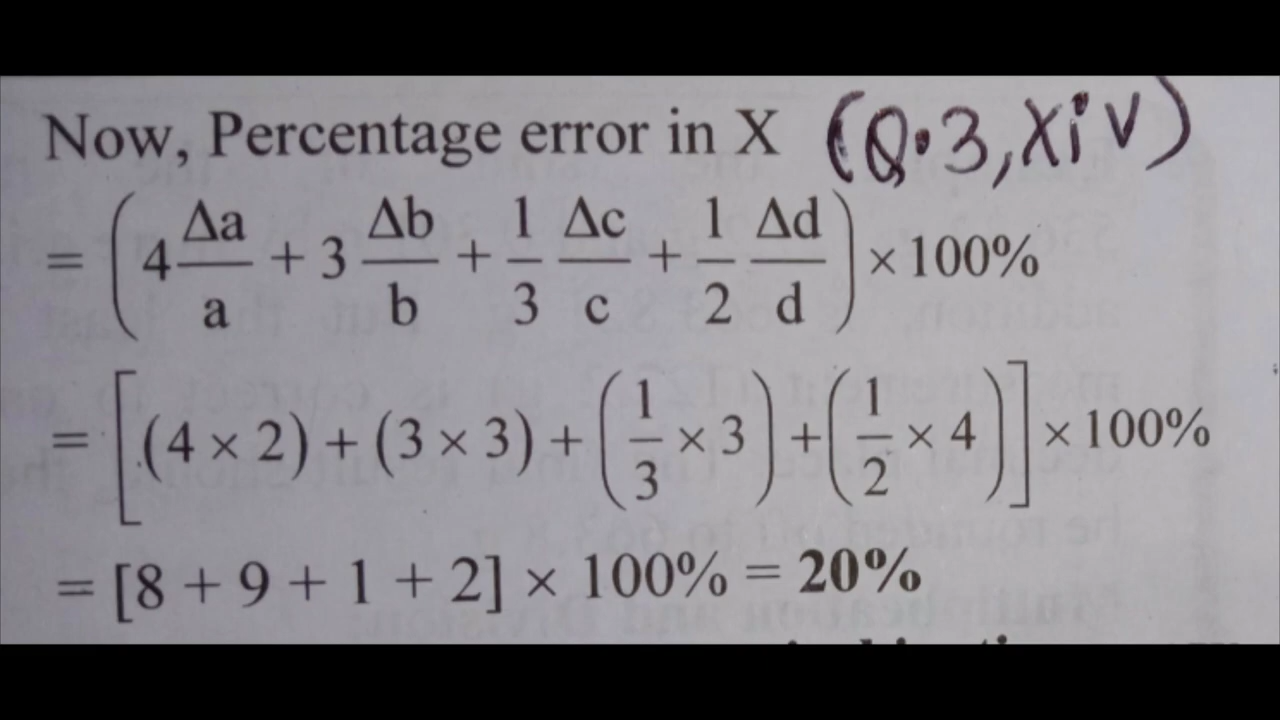 Now, Percentage error in X (Q.3, Xiv)
= (4 Δa/a + 3 Δb/b + 1/3 Δc/c + 1/2 Δd/d) × 100%
= [(4 × 2) + (3 × 3) + (1/3 × 3) + (1/2 × 4)] × 100%
= [8 + 9 + 1 + 2] × 100% = 20%